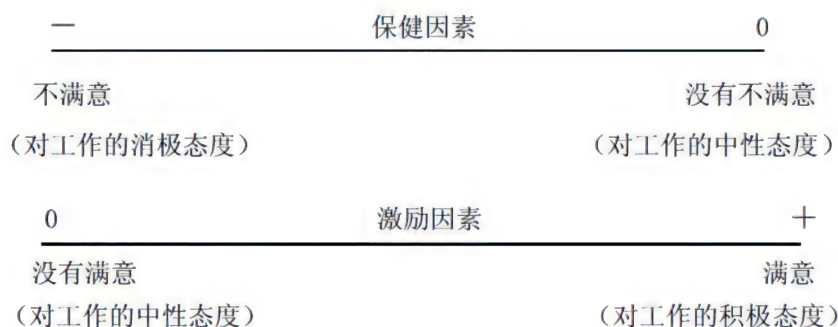 — 保健因素 0
不满意 没有不满意
（对工作的消极态度） （对工作的中性态度）
0 激励因素 +
没有满意 满意
（对工作的中性态度） （对工作的积极态度）